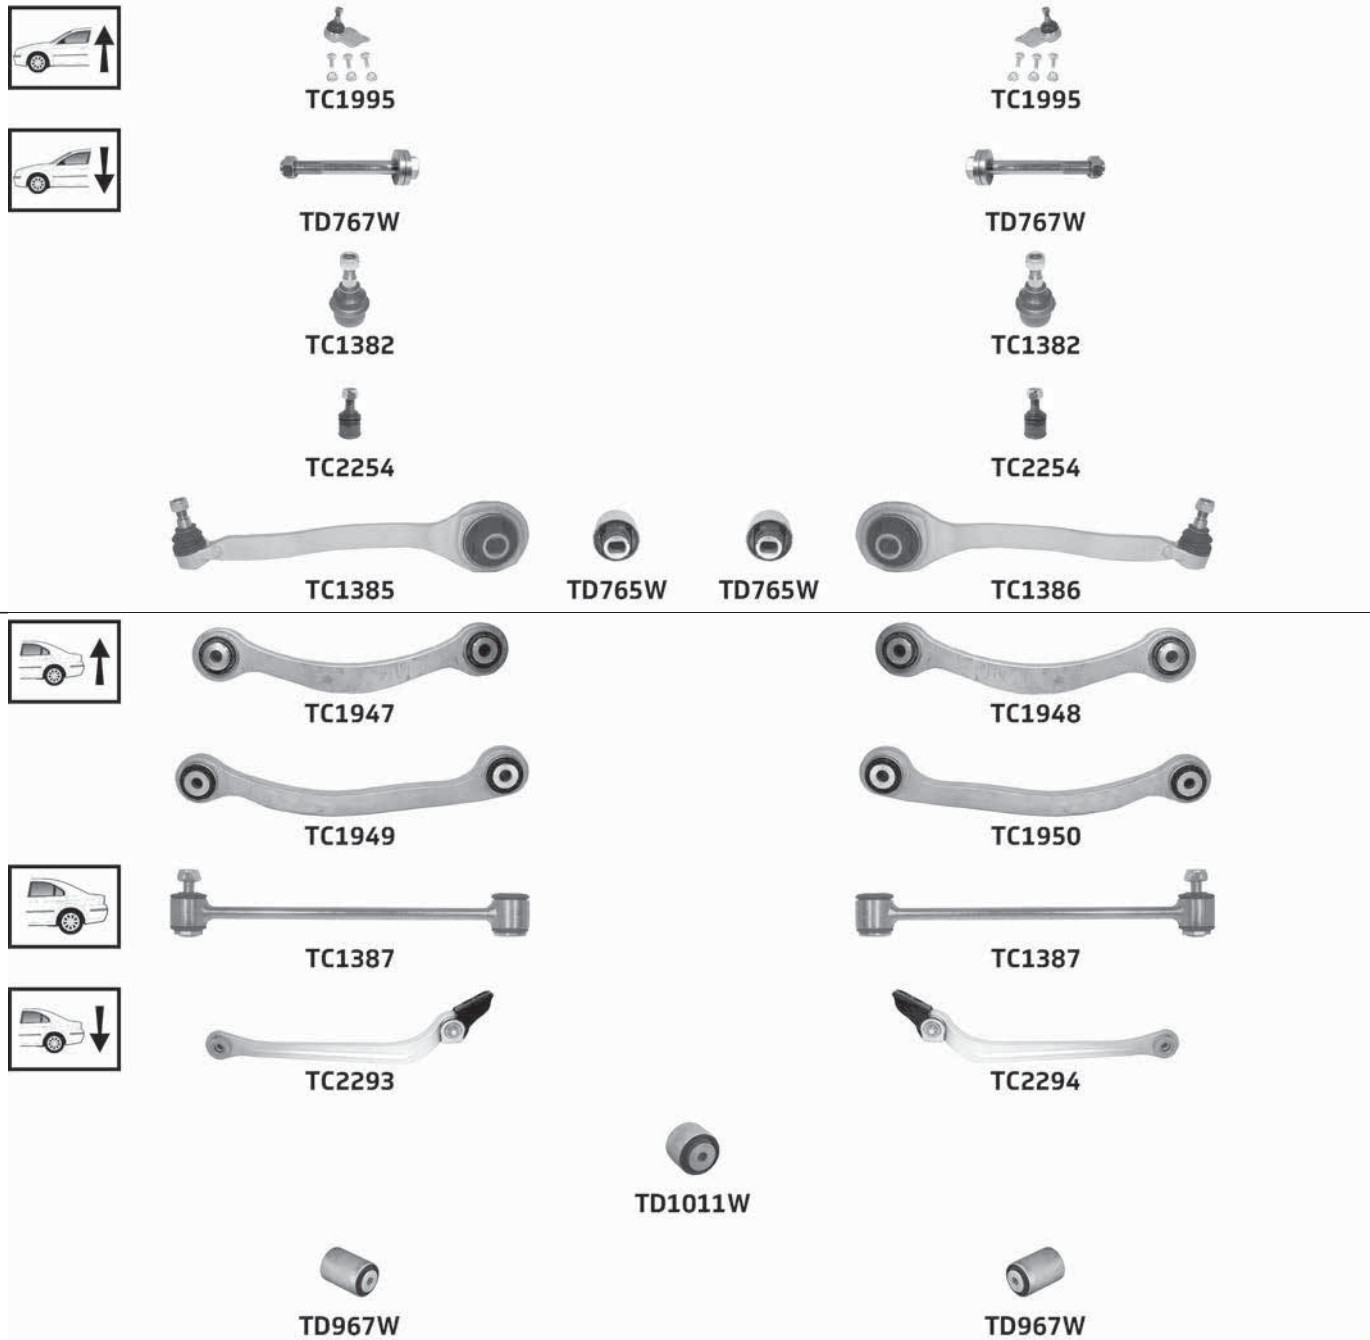 TC1995 TC1995
TD767W TD767W
TC1382 TC1382
TC2254 TC2254
TC1385 TD765W TD765W TC1386
TC1947 TC1948
TC1949 TC1950
TC1387 TC1387
TC2293 TC2294
TD1011W
TD967W TD967W